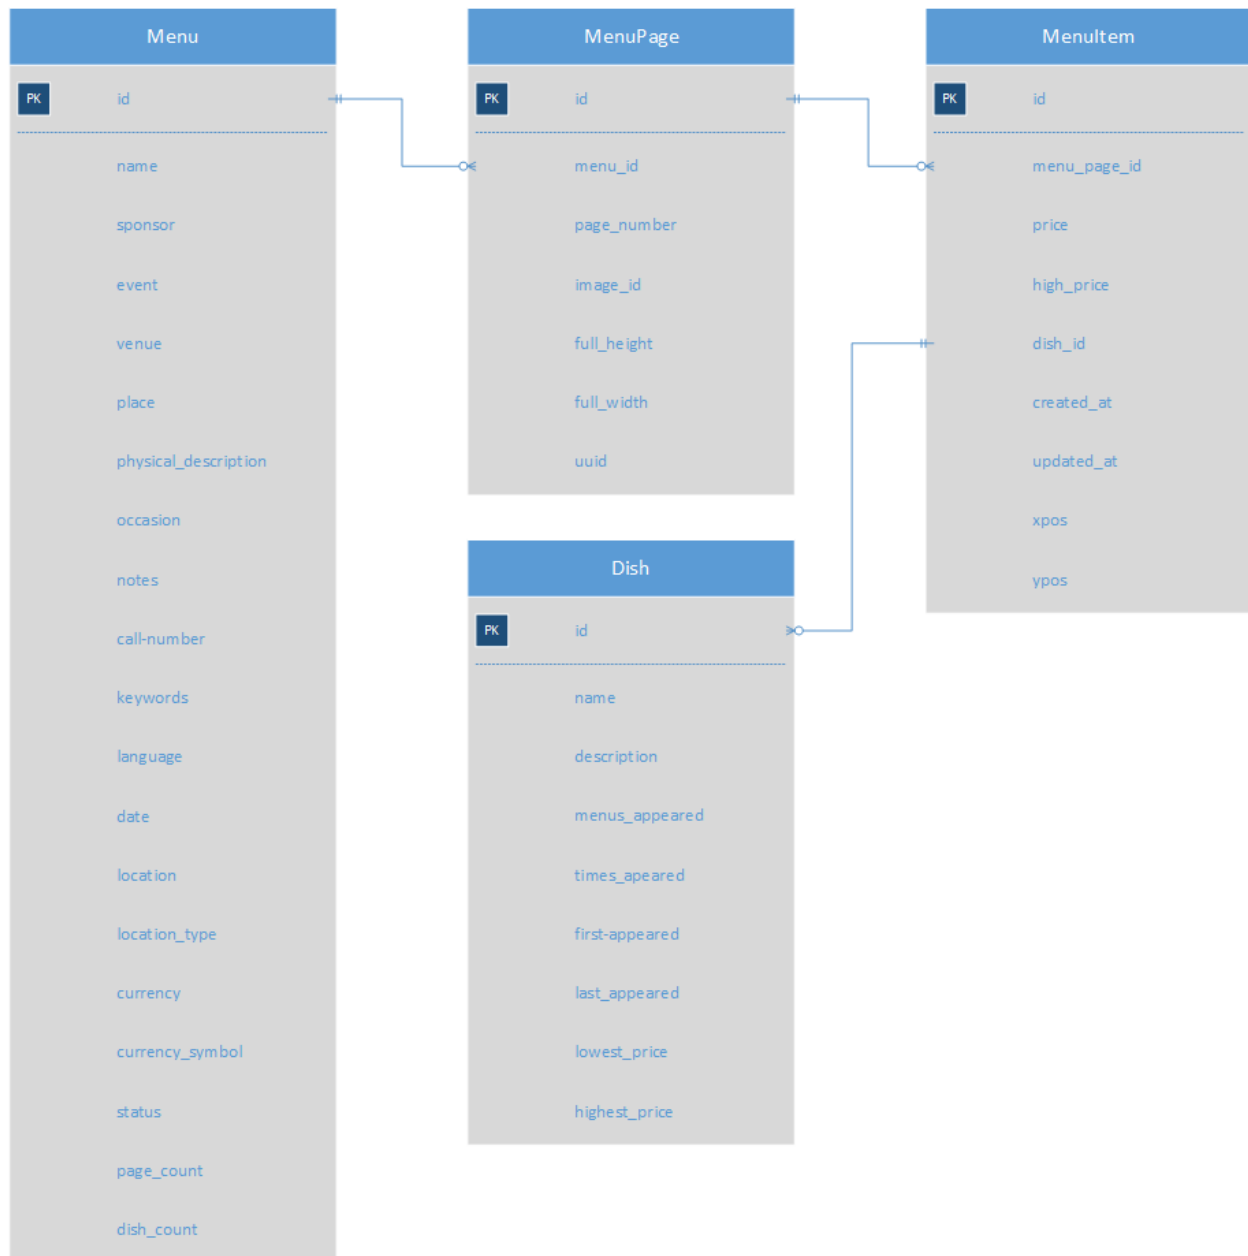 Menu
PK id
name
sponsor
event
venue
place
physical_description
occasion
notes
call-number
keywords
language
date
location
location_type
currency
currency_symbol
status
page_count
dish_count
MenuPage
PK id
menu_id
page_number
image_id
full_height
full_width
uuid
Dish
PK id
name
description
menus_appeared
times_apeared
first-appeared
last_appeared
lowest_price
highest_price
MenuItem
PK id
menu_page_id
price
high_price
dish_id
created_at
updated_at
xpos
ypos